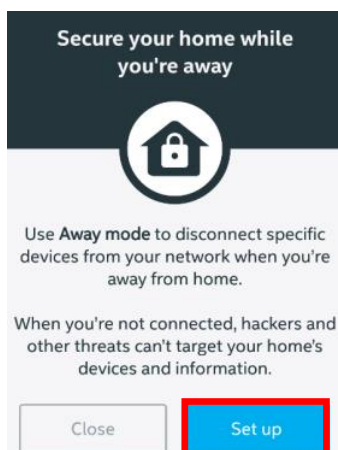 Secure your home while
you're away
Use Away mode to disconnect specific
devices from your network when you're
away from home.
When you're not connected, hackers and
other threats can't target your home's
devices and information.
Close
Set up